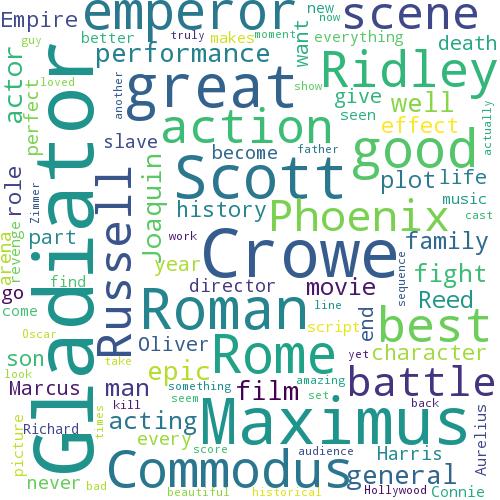 Empire
emperor
new
now
scene
guy
better
truly
makes
moment
actor
loved
performance
want
everything
death
perfect
another
great
show
Ridley
give
seen
well
actually
Gladiator
action
effect
slave
become
father
good
plot
life
role
Zimmer
Russell
Joaquin
Scott
history
Phoenix
music
cast
part
work
Crowe
family
arena
revenge
year
sequence
fight
go
find
director
movie
come
Roman
line
end
Reed
Oscar
Oliver
script
best
son
take
epic
Rome
yet
character
look
Marcus
man
something
film
amazing
battle
kill
seem
set
back
picture
Richard
times
acting
Maximus
Aurelius
every
score
audience
Harris
never
bad
Commodus
general
beautiful
historical
Hollywood
Connie